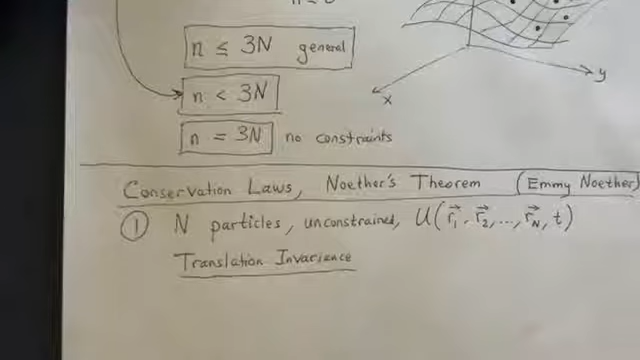 n ≤ 3N general
n < 3N
x
y
n = 3N no constraints
Conservation Laws, Noether's Theorem (Emmy Noether)
① N particles, unconstrained, U(r⃗₁, r⃗₂, ..., r⃗_N, t)
Translation Invariance